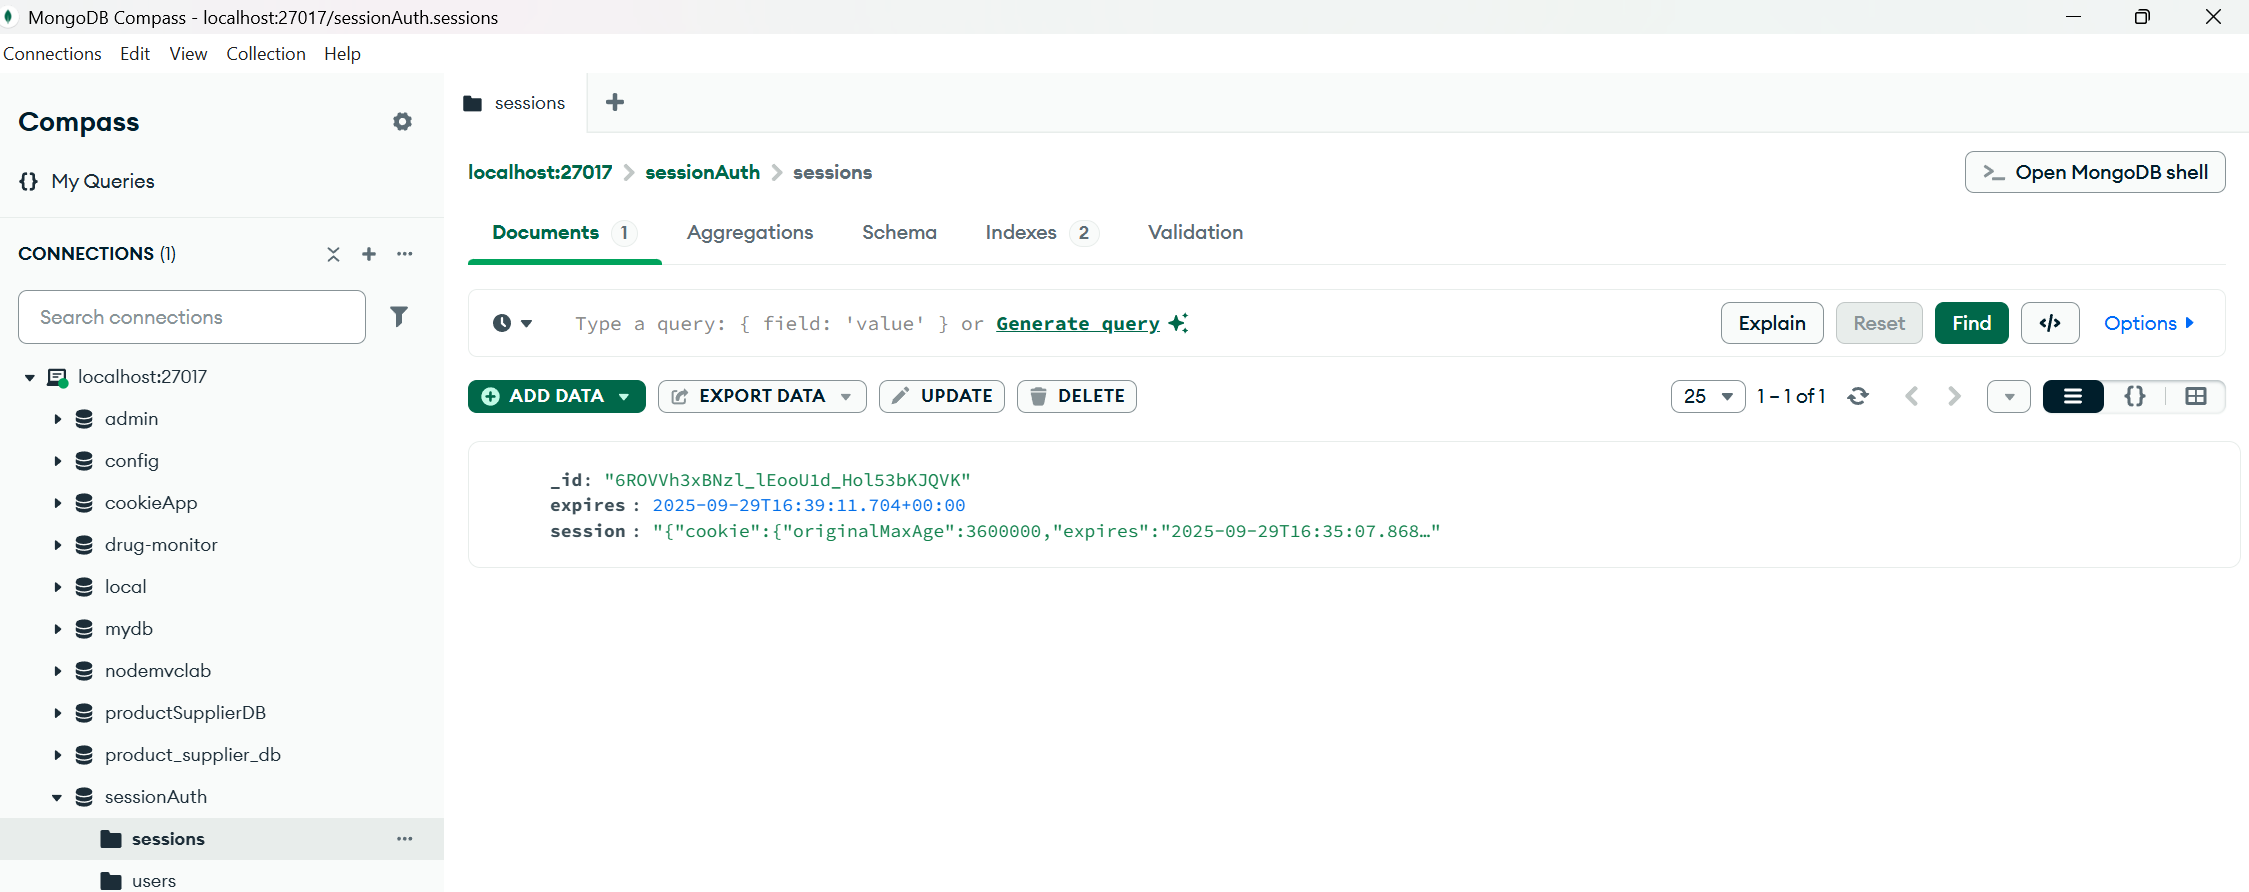 MongoDB Compass - localhost:27017/sessionAuth.sessions
Connections Edit View Collection Help
Compass
{} My Queries
CONNECTIONS (1)
Search connections
localhost:27017
admin
config
cookieApp
drug-monitor
local
mydb
nodemvclab
productSupplierDB
product_supplier_db
sessionAuth
sessions
users
sessions
localhost:27017 > sessionAuth > sessions
>_ Open MongoDB shell
Documents 1 Aggregations Schema Indexes 2 Validation
Type a query: { field: 'value' } or Generate query
Explain Reset Find </> Options
ADD DATA EXPORT DATA UPDATE DELETE
25 1 – 1 of 1 {}
_id: "6ROVVh3xBNzl_lEooU1d_Hol53bKJQVK"
expires : 2025-09-29T16:39:11.704+00:00
session : "{"cookie":{"originalMaxAge":3600000,"expires":"2025-09-29T16:35:07.868…"